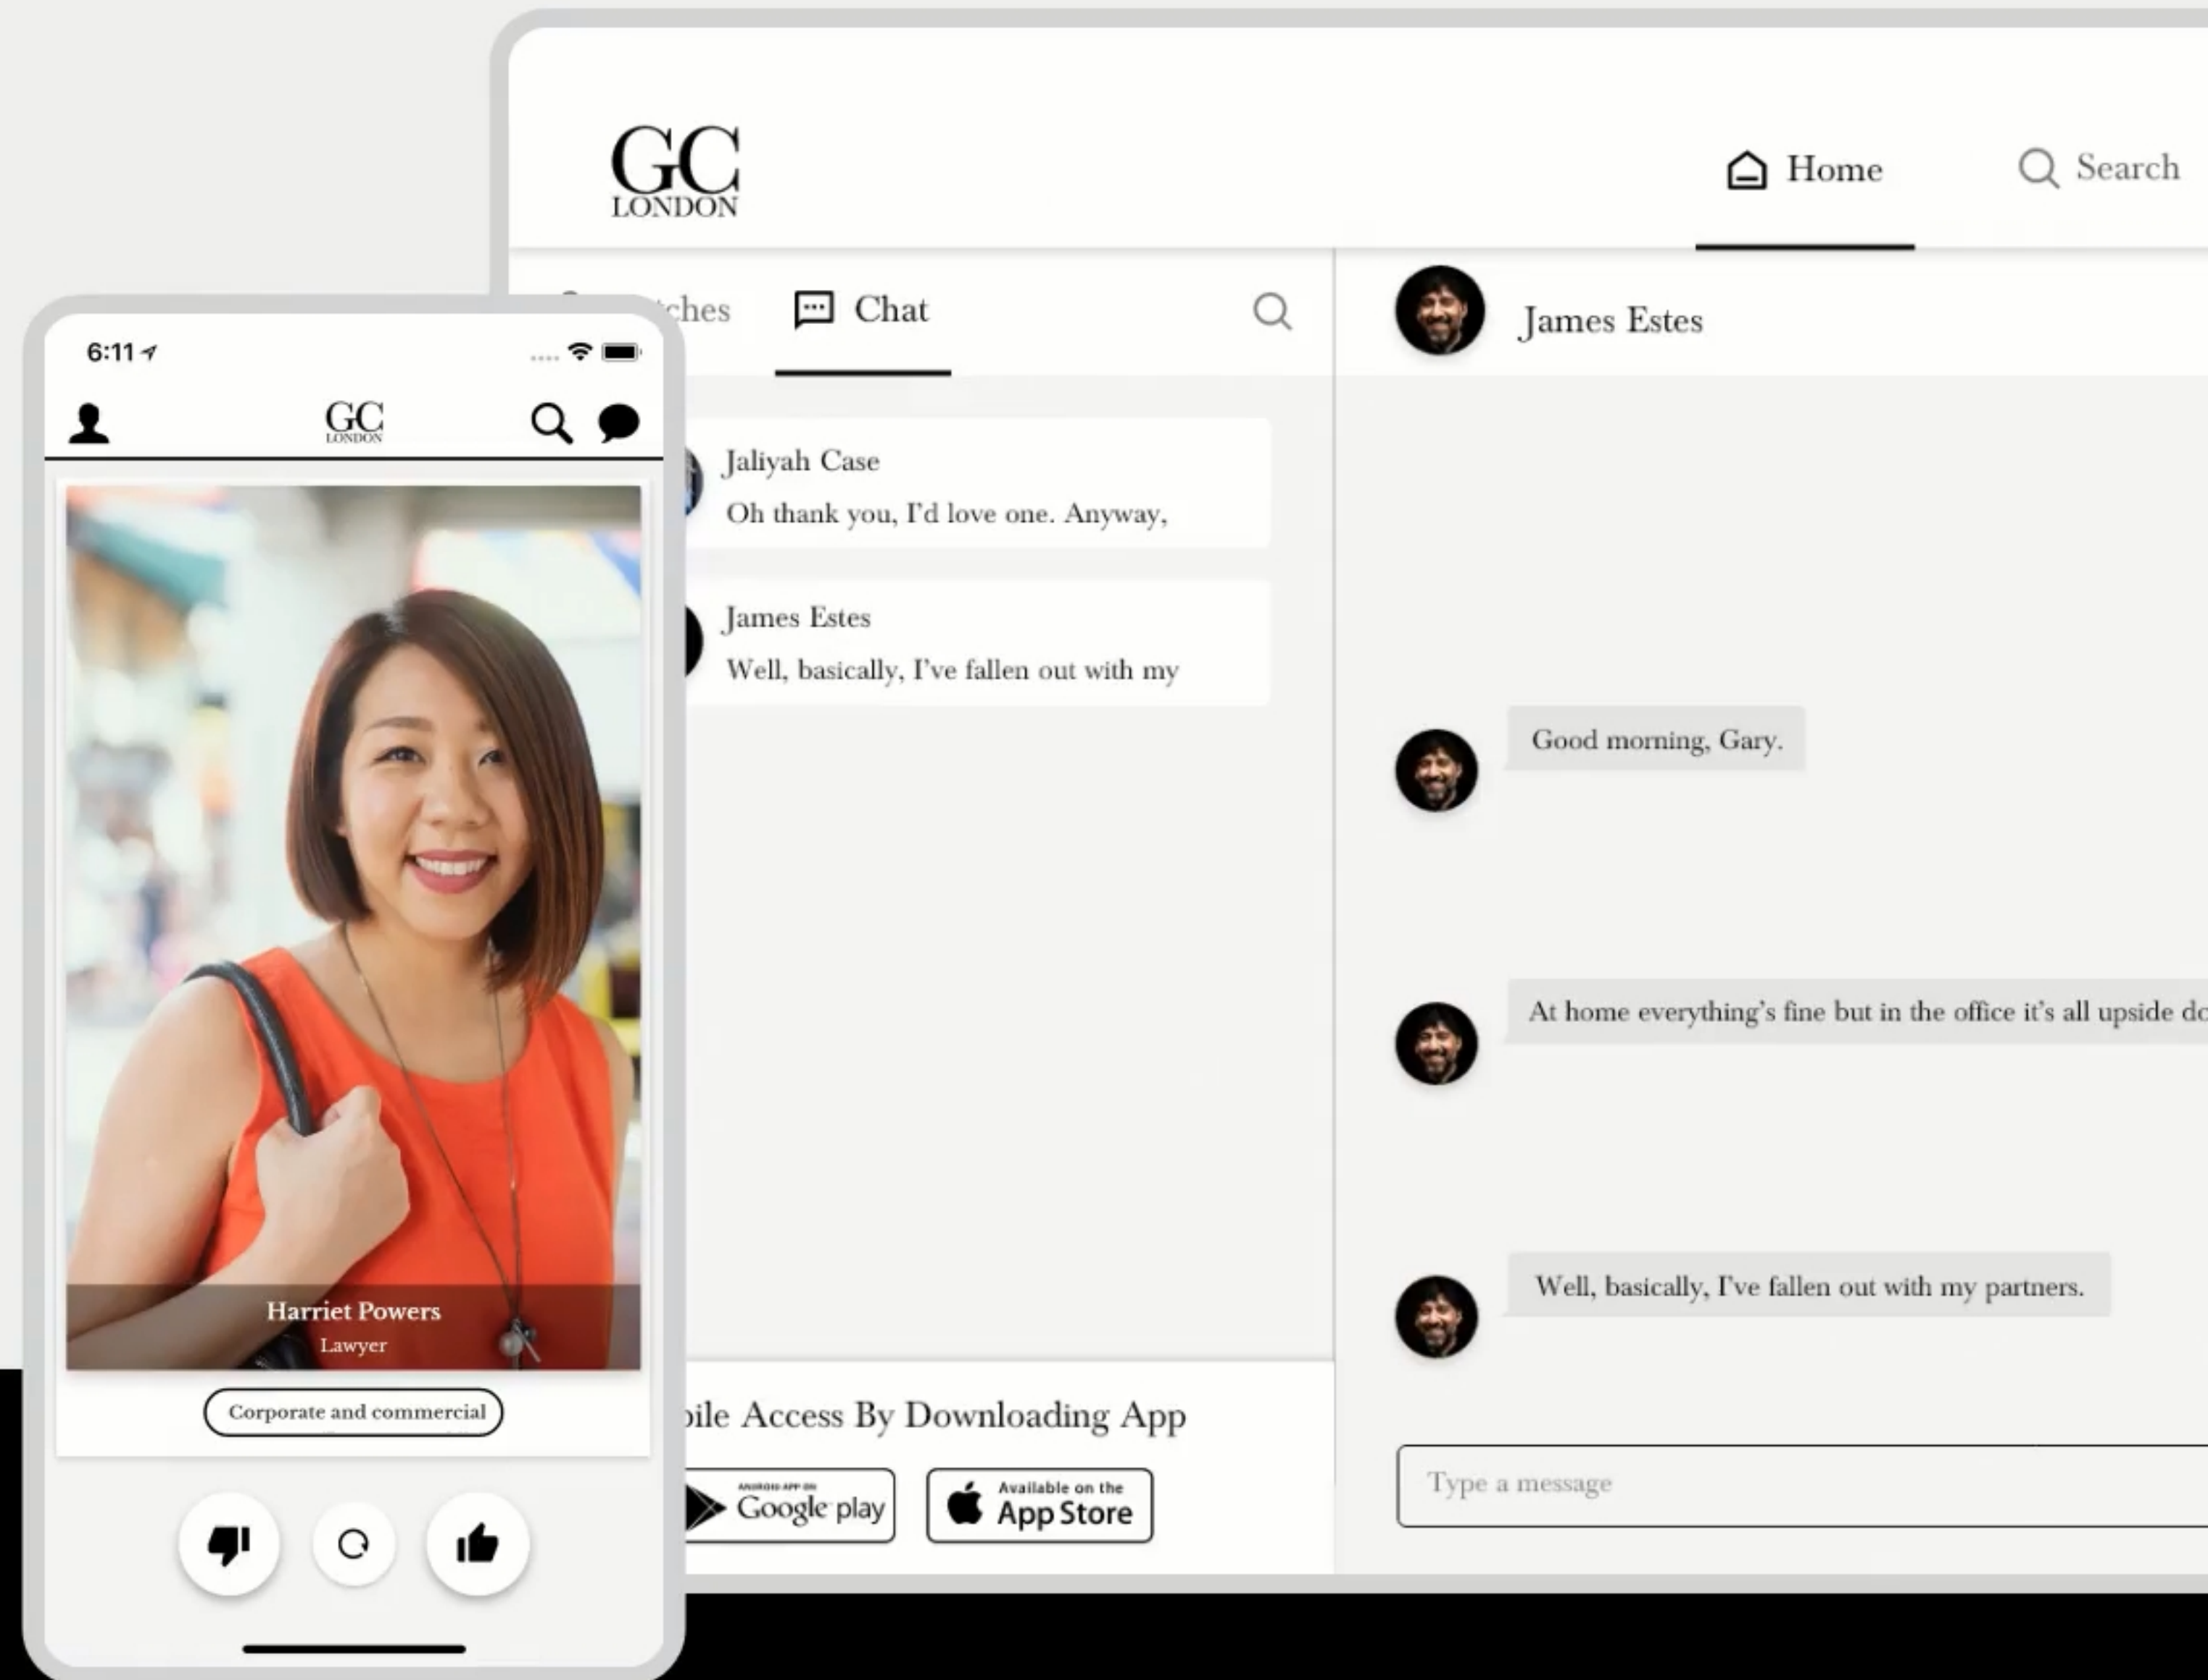 GC
LONDON
Home
Search
Chat
James Estes
Jaliyah Case
Oh thank you, I'd love one. Anyway,
James Estes
Well, basically, I've fallen out with my
Good morning, Gary.
At home everything's fine but in the office it's all upside
Well, basically, I've fallen out with my partners.
Type a message
Access By Downloading App
ANDROID APP ON
Google play
Available on the
App Store
6:11
GC
LONDON
Harriet Powers
Lawyer
Corporate and commercial